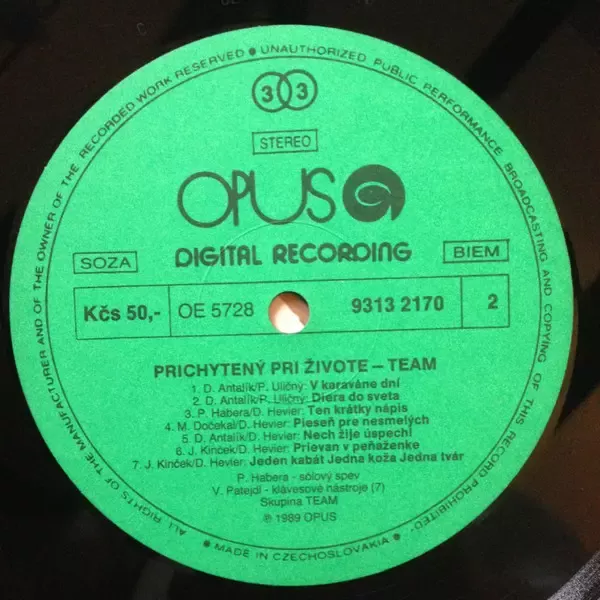 ALL RIGHTS OF THE MANUFACTURER AND OF THE OWNER OF THE RECORDED WORK RESERVED ● UNAUTHORIZED PUBLIC PERFORMANCE BROADCASTING AND COPYING OF THIS RECORD PROHIBITED ●
33
STEREO
OPUS
DIGITAL RECORDING
SOZA
BIEM
Kčs 50,- OE 5728 9313 2170 2
PRICHYTENÝ PRI ŽIVOTE – TEAM
1. D. Antalík/P. Uličný: V karaváne dní
2. D. Antalík/P. Uličný: Diera do sveta
3. P. Habera/D. Hevier: Ten krátky nápis
4. M. Dočekal/D. Hevier: Pieseň pre nesmelých
5. D. Antalík/D. Hevier: Nech žije úspech!
6. J. Kinček/D. Hevier: Prievan v peňaženke
7. J. Kinček/D. Hevier: Jeden kabát Jedna koža Jedna tvár
P. Habera - sólový spev
V. Patejdl - klávesové nástroje (7)
Skupina TEAM
℗ 1989 OPUS
● MADE IN CZECHOSLOVAKIA ●